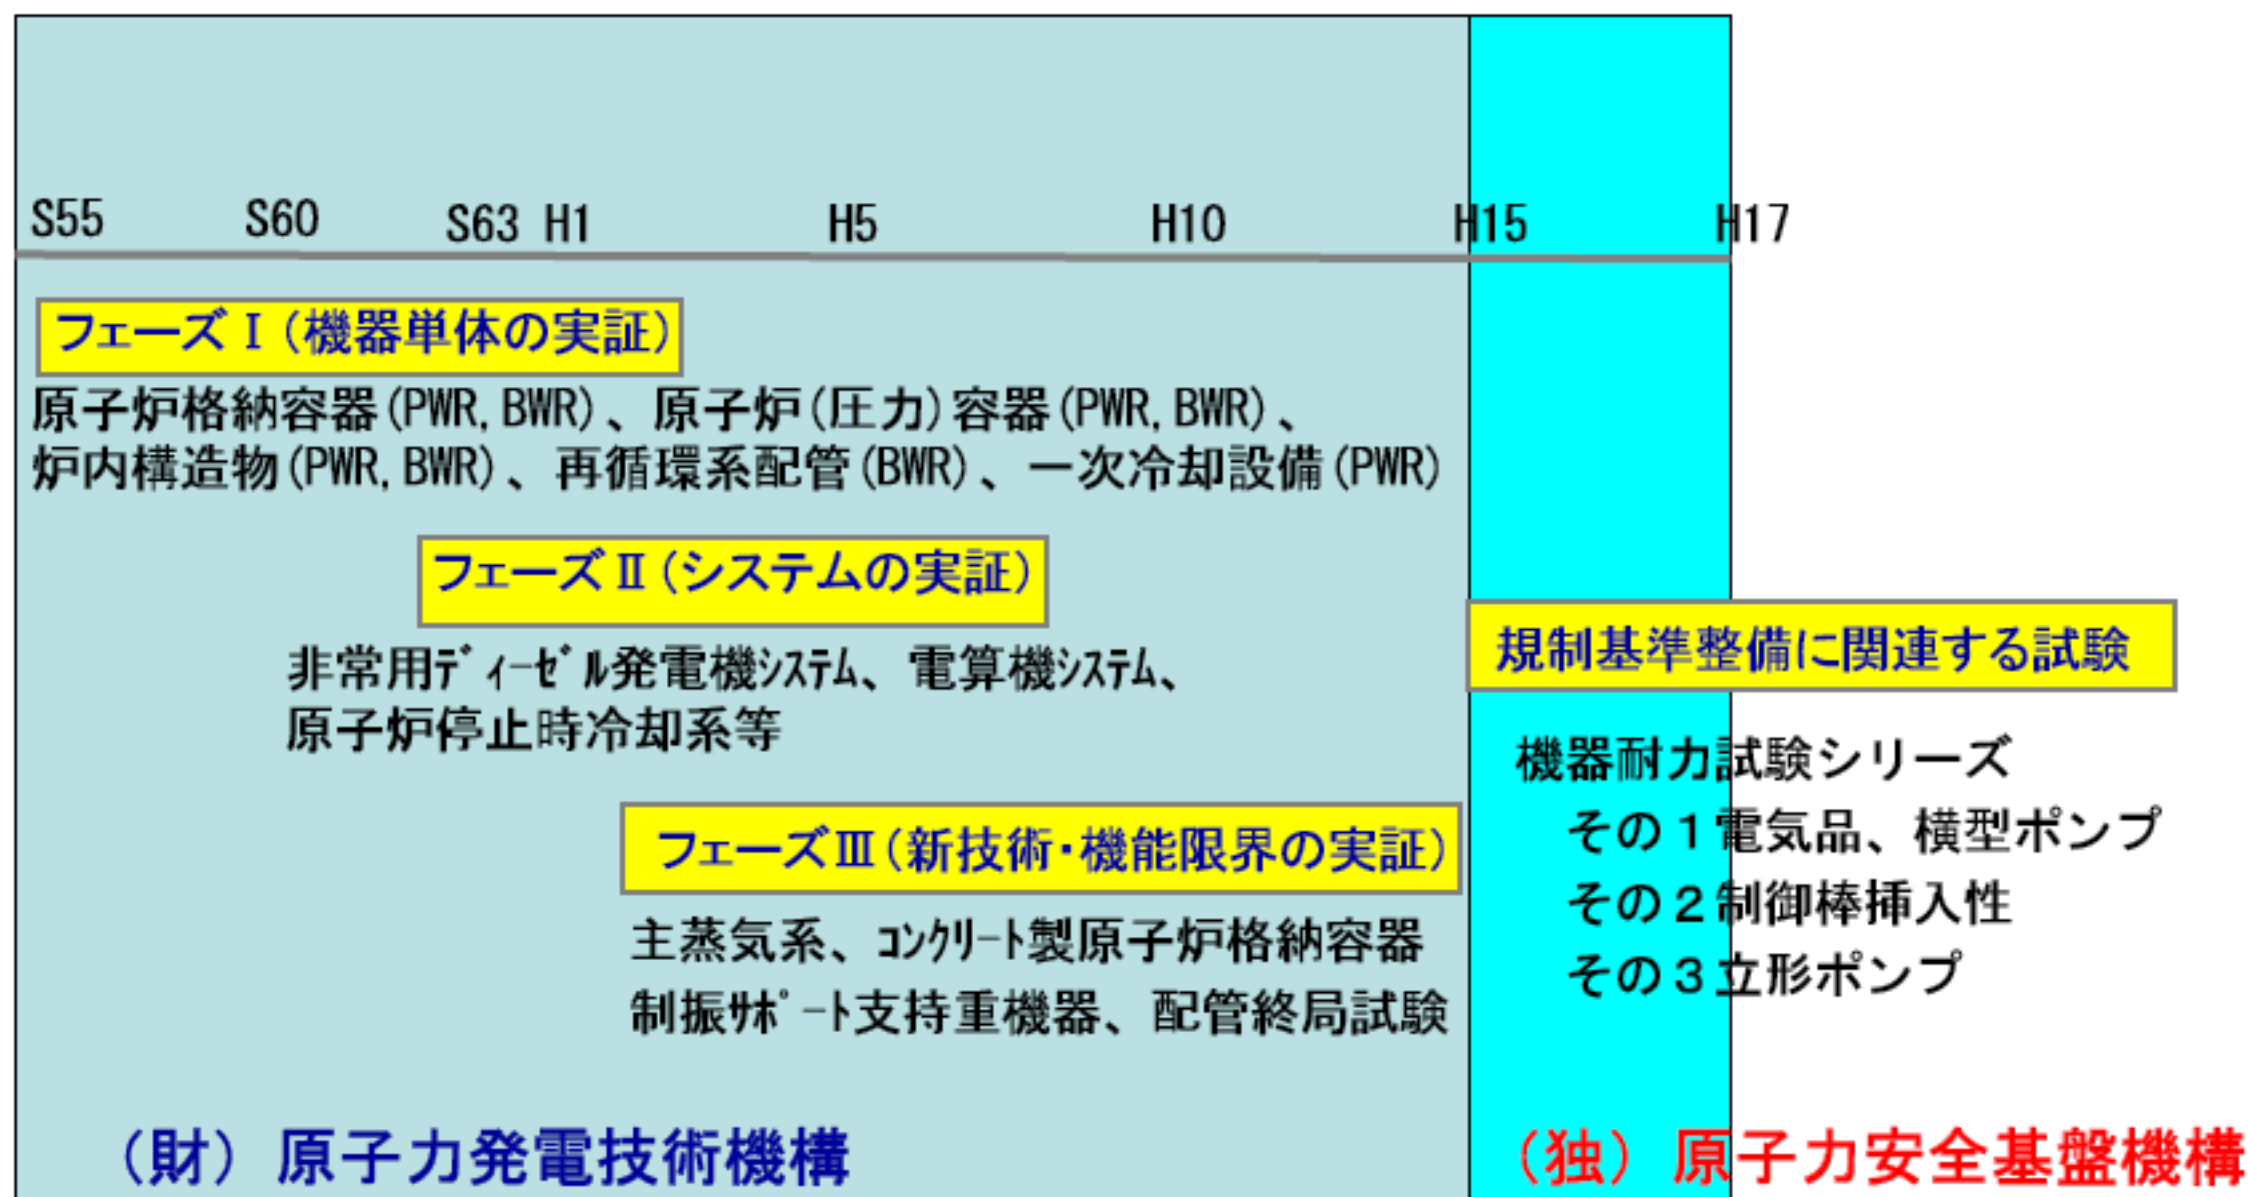 S55 S60 S63 H1 H5 H10 H15 H17
フェーズⅠ(機器単体の実証)
原子炉格納容器(PWR, BWR)、原子炉(圧力)容器(PWR, BWR)、
炉内構造物(PWR, BWR)、再循環系配管(BWR)、一次冷却設備(PWR)
フェーズⅡ(システムの実証)
非常用ﾃﾞｨｰｾﾞﾙ発電機ｼｽﾃﾑ、電算機ｼｽﾃﾑ、
原子炉停止時冷却系等
フェーズⅢ(新技術・機能限界の実証)
主蒸気系、ｺﾝｸﾘｰﾄ製原子炉格納容器
制振ｻﾎﾟｰﾄ支持重機器、配管終局試験
(財)原子力発電技術機構
規制基準整備に関連する試験
機器耐力試験シリーズ
その1電気品、横型ポンプ
その2制御棒挿入性
その3立形ポンプ
(独)原子力安全基盤機構